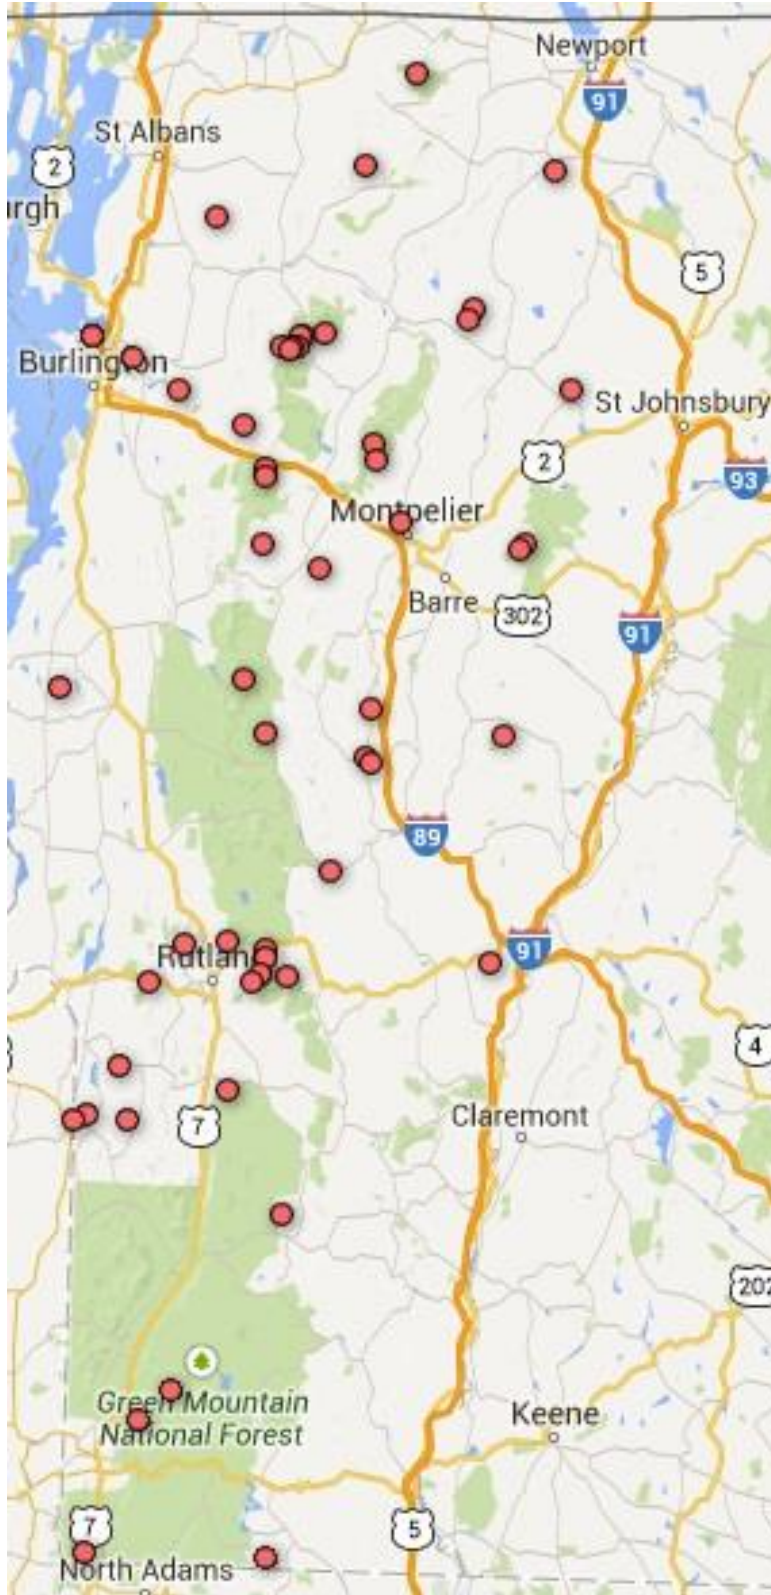 Newport
91
St Albans
2
urgh
5
Burlington
St Johnsbury
2
93
Montpelier
Barre
302
91
89
91
Rutland
4
Claremont
7
202
Green Mountain
National Forest
Keene
7
5
North Adams